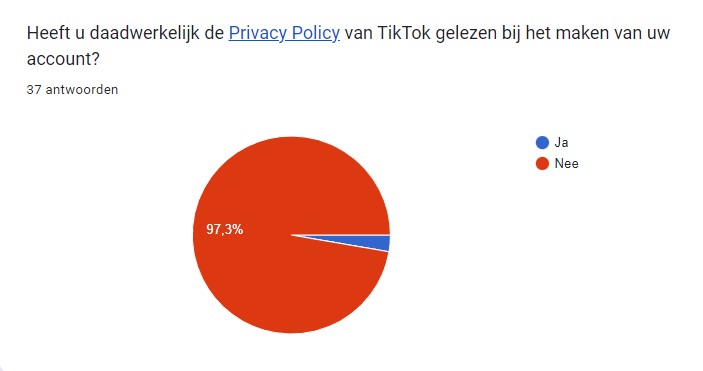 Heeft u daadwerkelijk de Privacy Policy van TikTok gelezen bij het maken van uw
account?
37 antwoorden
Ja
Nee
97,3%